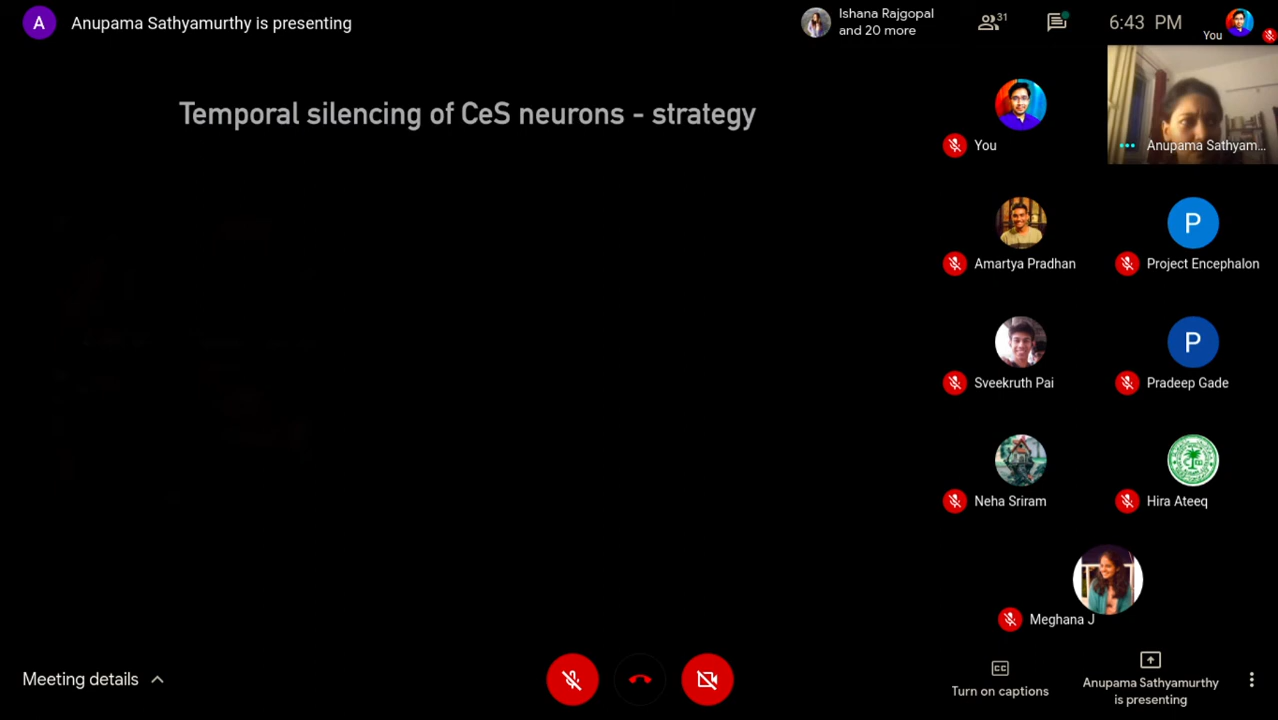 A Anupama Sathyamurthy is presenting
Ishana Rajgopal
and 20 more
31
6:43 PM
You
Temporal silencing of CeS neurons - strategy
You
Anupama Sathyam...
Amartya Pradhan
P
Project Encephalon
Sveekruth Pai
P
Pradeep Gade
Neha Sriram
Hira Ateeq
Meghana J
Meeting details
CC
Turn on captions
Anupama Sathyamurthy
is presenting